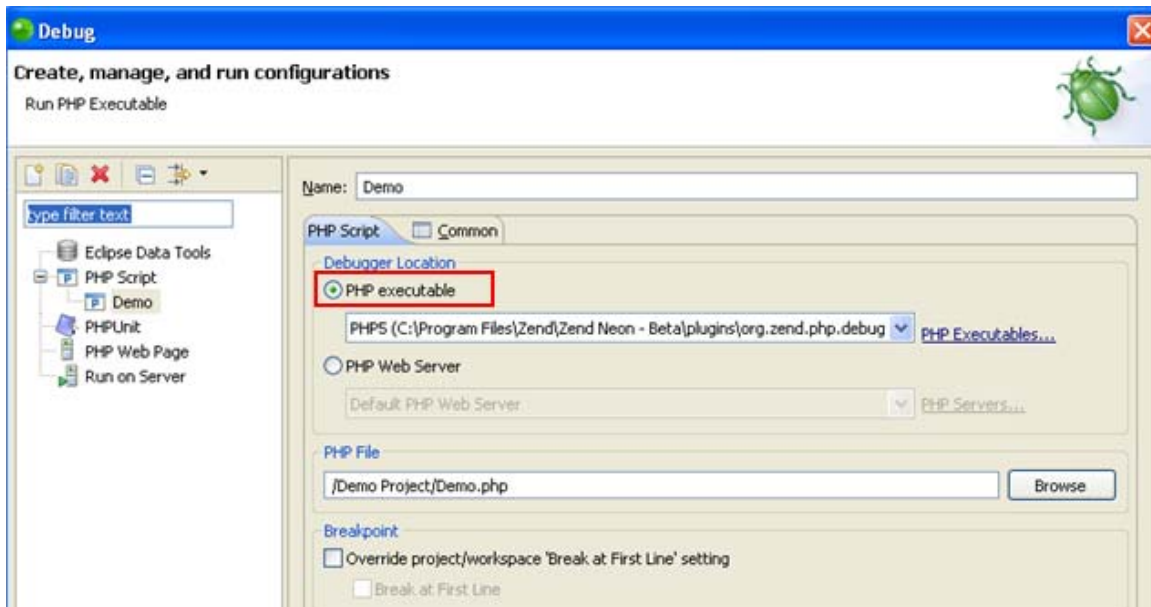 Debug
Create, manage, and run configurations
Run PHP Executable
type filter text
Eclipse Data Tools
PHP Script
Demo
PHPUnit
PHP Web Page
Run on Server
Name: Demo
PHP Script Common
Debugger Location
PHP executable
PHP5 (C:\Program Files\Zend\Zend Neon - Beta\plugins\org.zend.php.debug PHP Executables...
PHP Web Server
Default PHP Web Server PHP Servers...
PHP File
/Demo Project/Demo.php Browse
Breakpoint
Override project/workspace 'Break at First Line' setting
Break at First Line